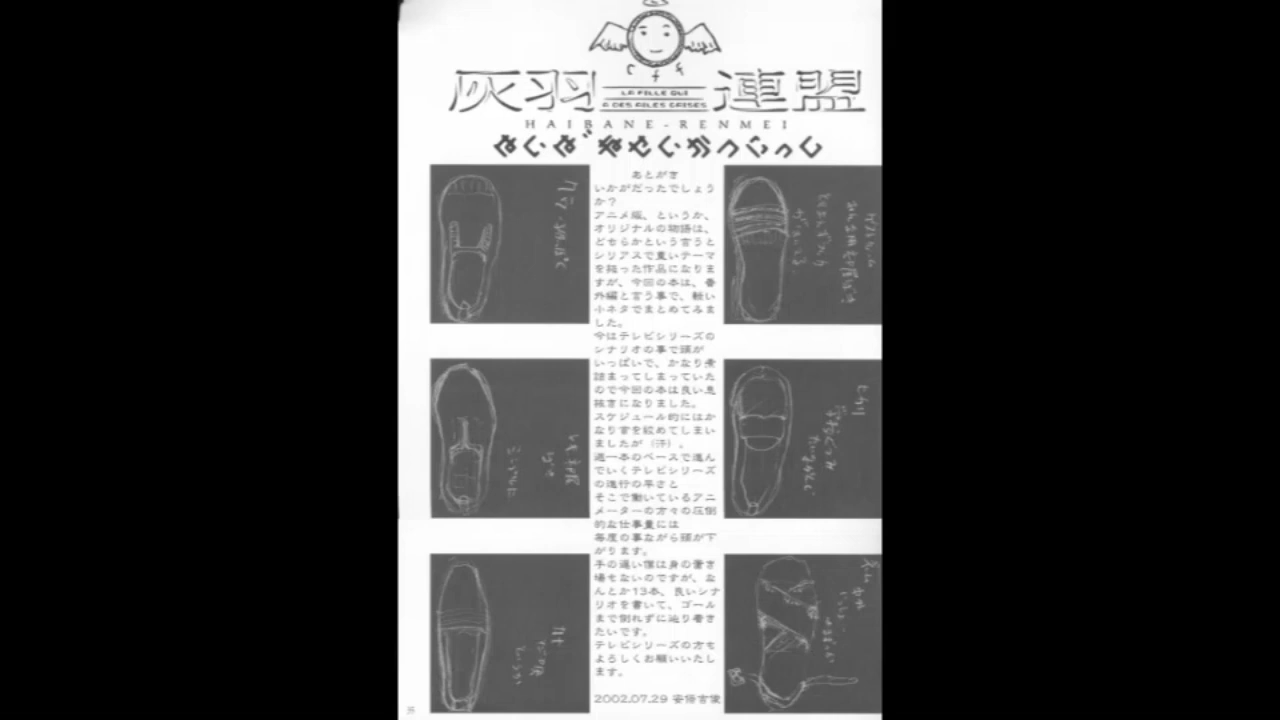 Cff
灰羽連盟
LA FILLE QUI
A DES AILES GRISES
HAIBANE-RENMEI
はいばねせいかつにっし
あとがき
いかがだったでしょう
か?
アニメ版、というか、
オリジナルの物語は、
どちらかという言うと
シリアスで重いテーマ
を扱った作品になりま
すが、今回の本は、番
外編と言う事で、軽い
小ネタでまとめてみま
した。
今はテレビシリーズの
シナリオの事で頭が
いっぱいで、かなり煮
詰まってしまっていた
ので今回の本は良い息
抜きになりました。
スケジュール的にはか
なり首を絞めてしまい
ましたが(汗)。
週一本のペースで進ん
でいくテレビシリーズ
の進行の早さと
そこで働いているアニ
メーターの方々の圧倒
的な仕事量には
毎度の事ながら頭が下
がります。
手の遅い僕は身の置き
場もないのですが、な
んとか13本、良いシナ
リオを書いて、ゴール
まで倒れずに辿り着き
たいです。
テレビシリーズの方も
よろしくお願いいたし
ます。
2002.07.29 安倍吉俊
ヒカリ